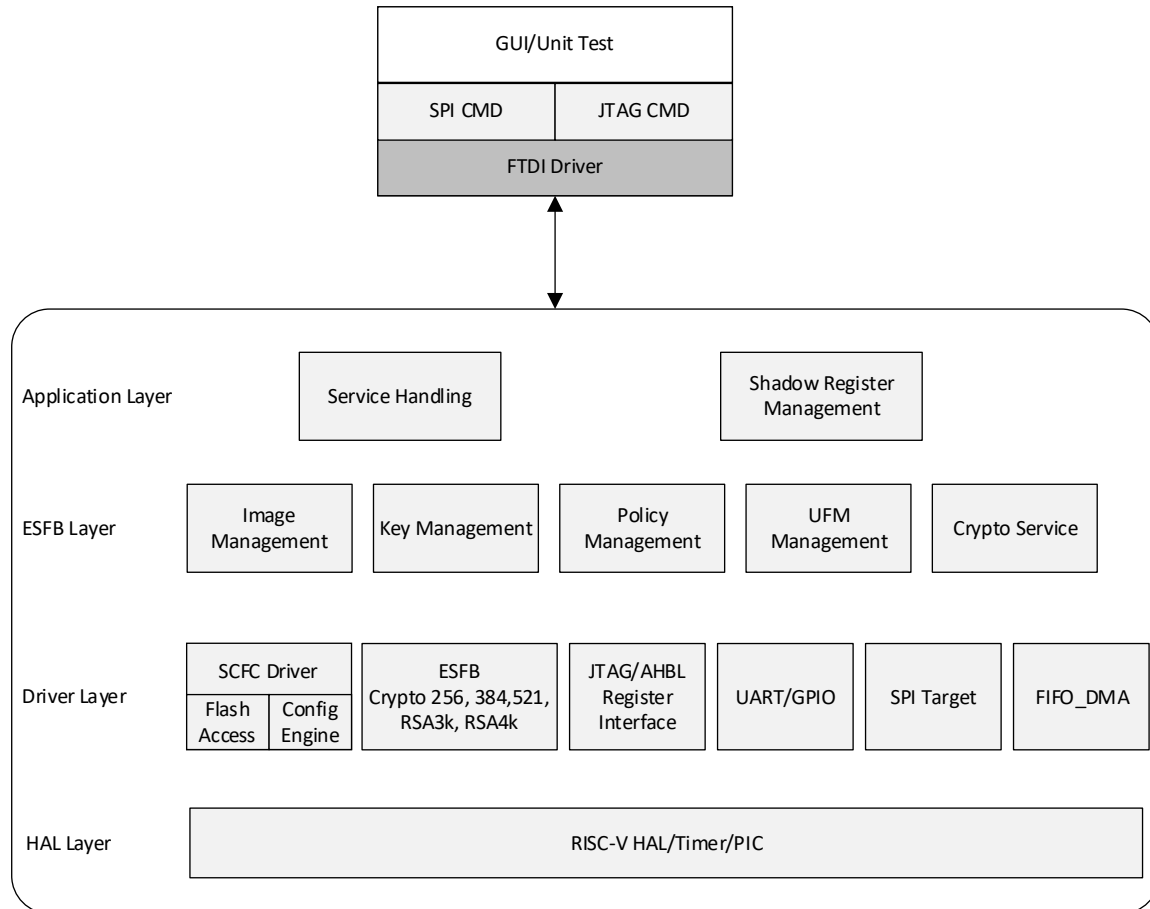 GUI/Unit Test
SPI CMD
JTAG CMD
FTDI Driver
Application Layer
Service Handling
Shadow Register
Management
ESFB Layer
Image
Management
Key Management
Policy
Management
UFM
Management
Crypto Service
Driver Layer
SCFC Driver
Flash
Access
Config
Engine
ESFB
Crypto 256, 384,521,
RSA3k, RSA4k
JTAG/AHBL
Register
Interface
UART/GPIO
SPI Target
FIFO_DMA
HAL Layer
RISC-V HAL/Timer/PIC